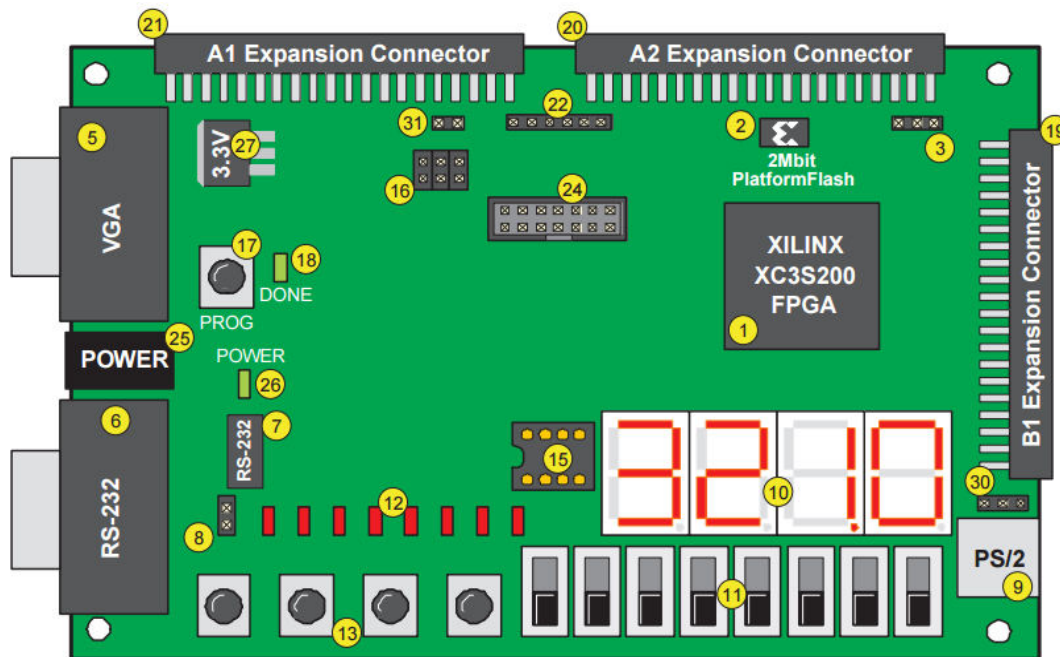 21
A1 Expansion Connector
20
A2 Expansion Connector
5
VGA
27
3.3V
31
22
2
2Mbit
PlatformFlash
3
19
B1 Expansion Connector
16
24
17
PROG
18
DONE
XILINX
XC3S200
FPGA
1
POWER
25
POWER
26
6
RS-232
7
RS-232
15
3210
10
30
8
12
PS/2
9
13
11